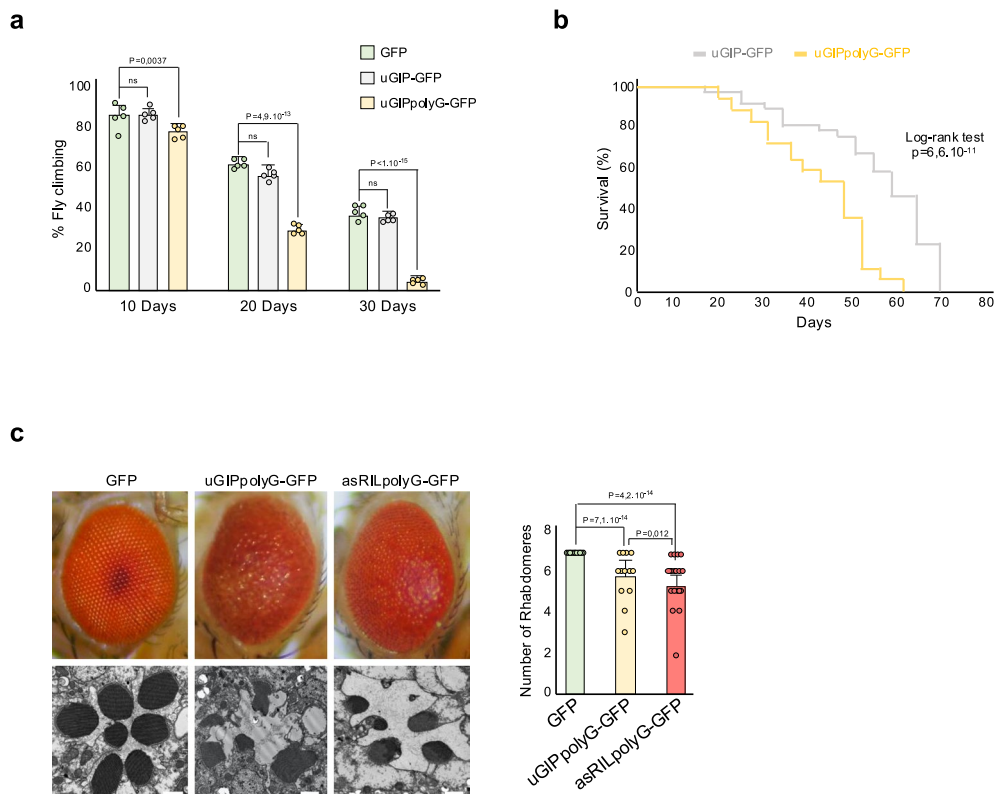 a
GFP
uGIP-GFP
uGIPpolyG-GFP
P=0,0037
ns
P=4,9.10-13
ns
P<1.10-15
ns
% Fly climbing
100
80
60
40
20
0
10 Days
20 Days
30 Days
b
uGIP-GFP
uGIPpolyG-GFP
Log-rank test
p=6,6.10-11
Survival (%)
100
80
60
40
20
0
0 10 20 30 40 50 60 70 80
Days
c
GFP
uGIPpolyG-GFP
asRILpolyG-GFP
P=4,2.10-14
P=7,1.10-14
P=0,012
Number of Rhabdomeres
8
6
4
2
0
GFP
uGIPpolyG-GFP
asRILpolyG-GFP